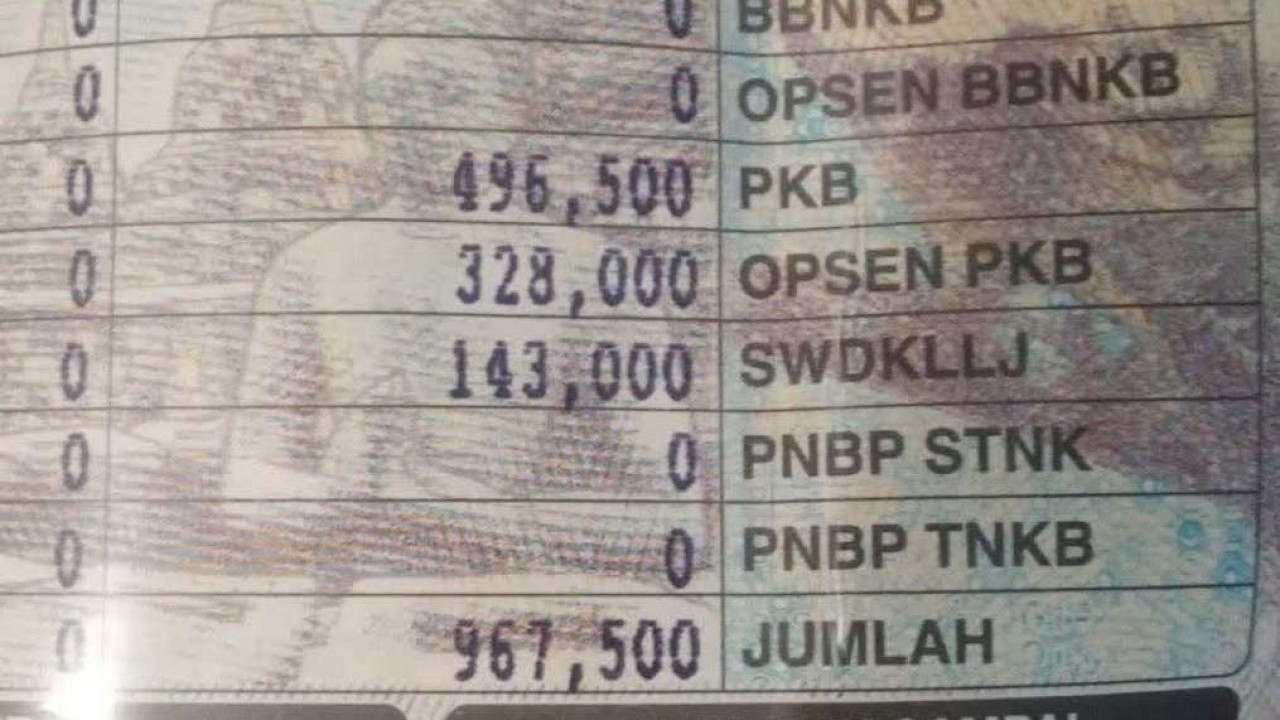 0 0 BBNKB
0 0 OPSEN BBNKB
0 496,500 PKB
0 328,000 OPSEN PKB
0 143,000 SWDKLLJ
0 0 PNBP STNK
0 0 PNBP TNKB
0 967,500 JUMLAH